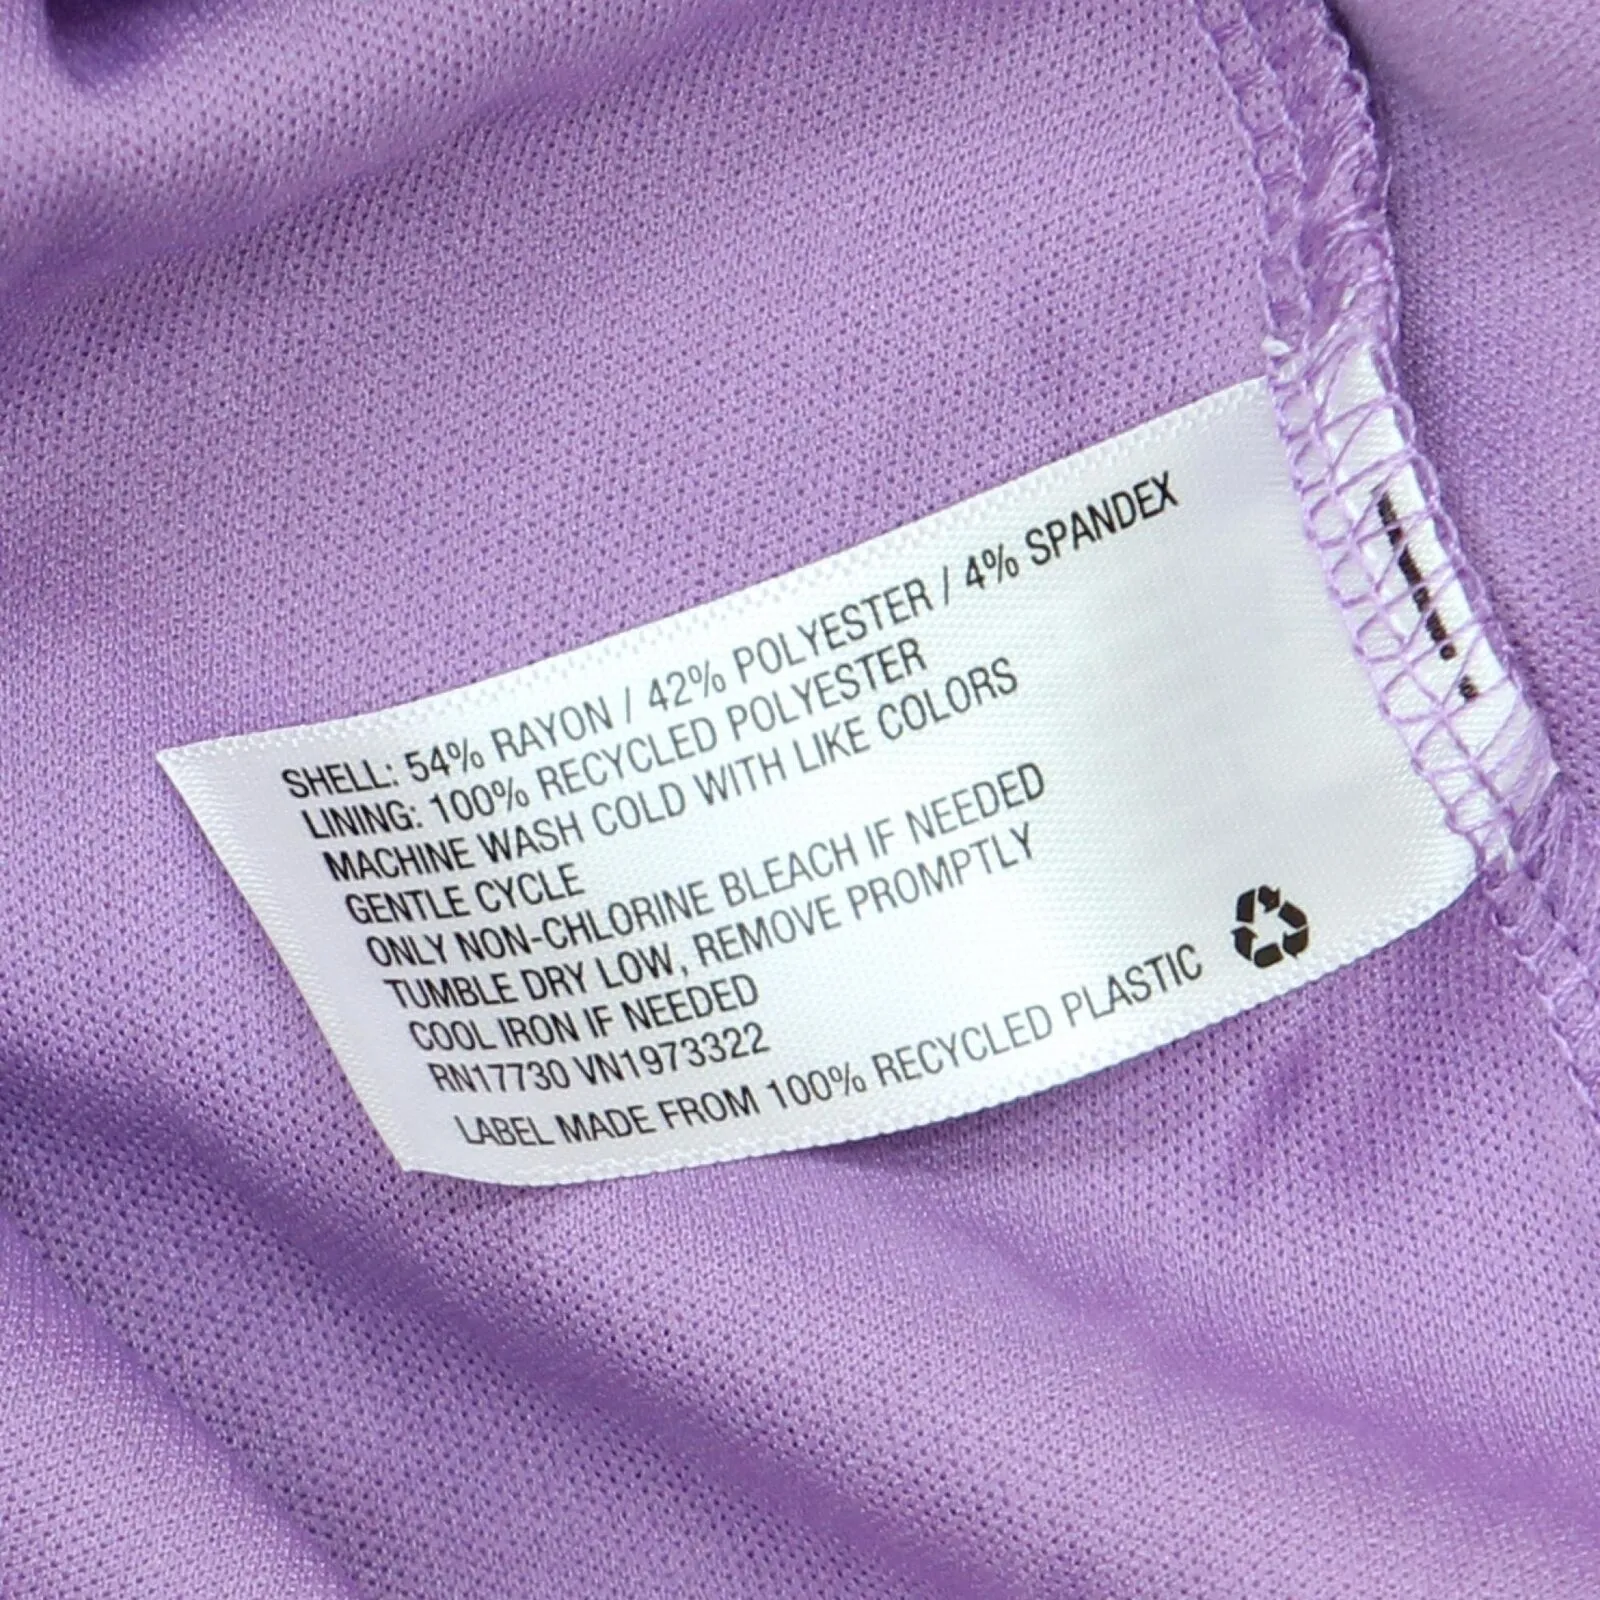 SHELL: 54% RAYON / 42% POLYESTER / 4% SPANDEX
LINING: 100% RECYCLED POLYESTER
MACHINE WASH COLD WITH LIKE COLORS
GENTLE CYCLE
ONLY NON-CHLORINE BLEACH IF NEEDED
TUMBLE DRY LOW, REMOVE PROMPTLY
COOL IRON IF NEEDED
RN17730 VN1973322
LABEL MADE FROM 100% RECYCLED PLASTIC